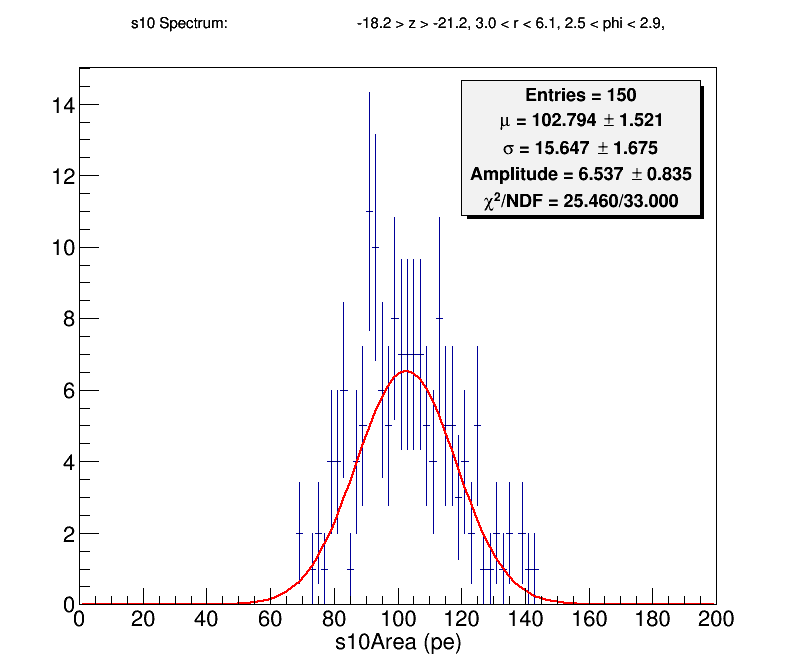 s10 Spectrum: -18.2 > z > -21.2, 3.0 < r < 6.1, 2.5 < phi < 2.9,
Entries = 150
μ = 102.794 ± 1.521
σ = 15.647 ± 1.675
Amplitude = 6.537 ± 0.835
χ²/NDF = 25.460/33.000
14
12
10
8
6
4
2
0
0 20 40 60 80 100 120 140 160 180 200
s10Area (pe)